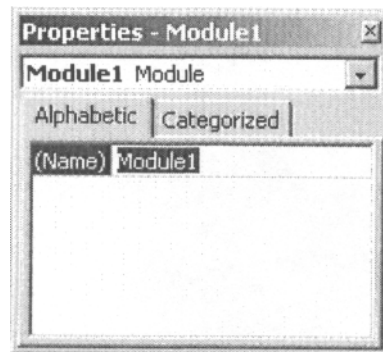 Properties - Module1
Module1 Module
Alphabetic Categorized
(Name) Module1